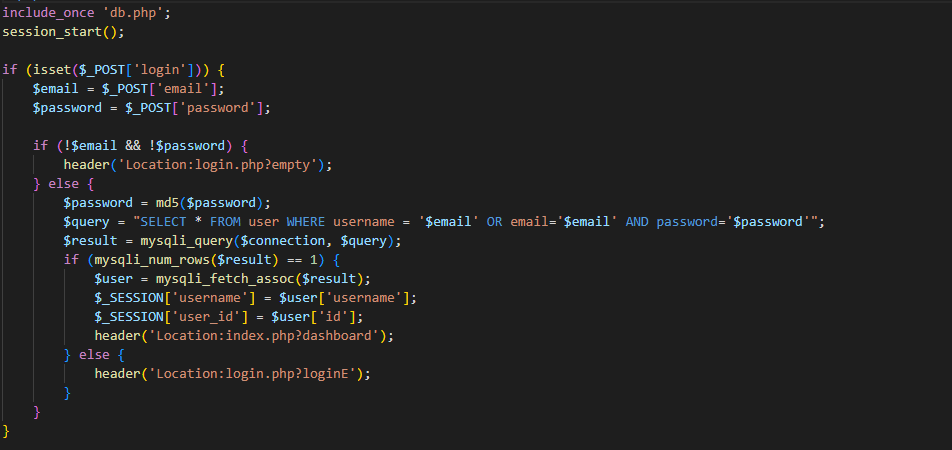 include_once 'db.php';
session_start();

if (isset($_POST['login'])) {
    $email = $_POST['email'];
    $password = $_POST['password'];

    if (!$email && !$password) {
        header('Location:login.php?empty');
    } else {
        $password = md5($password);
        $query = "SELECT * FROM user WHERE username = '$email' OR email='$email' AND password='$password'";
        $result = mysqli_query($connection, $query);
        if (mysqli_num_rows($result) == 1) {
            $user = mysqli_fetch_assoc($result);
            $_SESSION['username'] = $user['username'];
            $_SESSION['user_id'] = $user['id'];
            header('Location:index.php?dashboard');
        } else {
            header('Location:login.php?loginE');
        }
    }
}